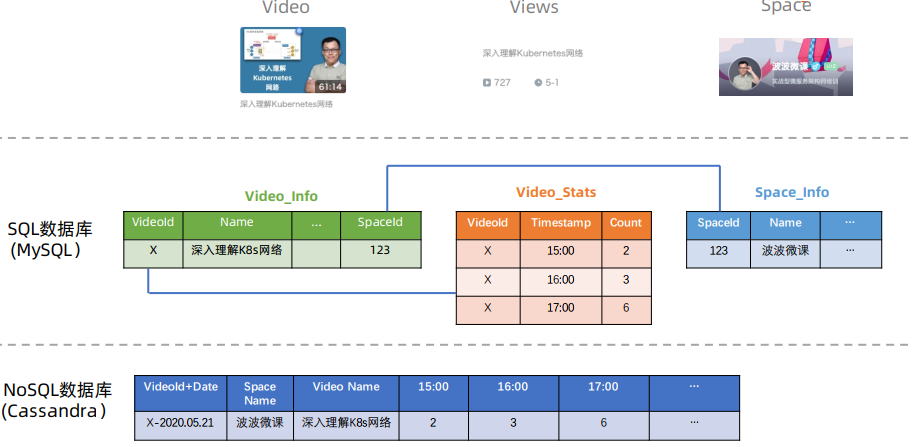 Video
Views
Space
深入理解
Kubernetes
网路
61:14
深入理解Kubernetes网络
深入理解Kubernetes网络
727
5-1
波波微课
实战型微服务架构师培训
SQL数据库
(MySQL)
Video_Info
VideoId Name ... SpaceId
X 深入理解K8s网络 123
Video_Stats
VideoId Timestamp Count
X 15:00 2
X 16:00 3
X 17:00 6
Space_Info
SpaceId Name ...
123 波波微课 ...
NoSQL数据库
(Cassandra)
VideoId+Date Space Name Video Name 15:00 16:00 17:00 ...
X-2020.05.21 波波微课 深入理解K8s网络 2 3 6 ...